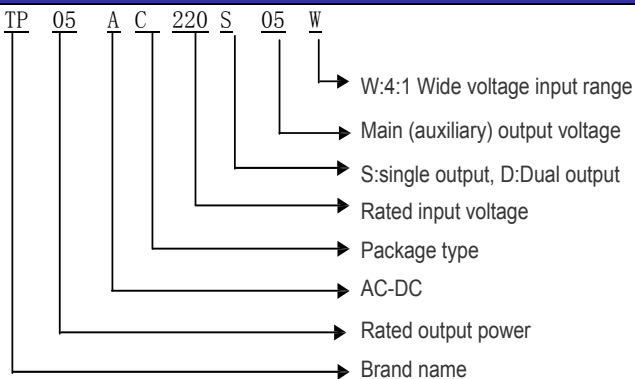 TP 05 A C 220 S 05 W
W:4:1 Wide voltage input range
Main (auxiliary) output voltage
S:single output, D:Dual output
Rated input voltage
Package type
AC-DC
Rated output power
Brand name